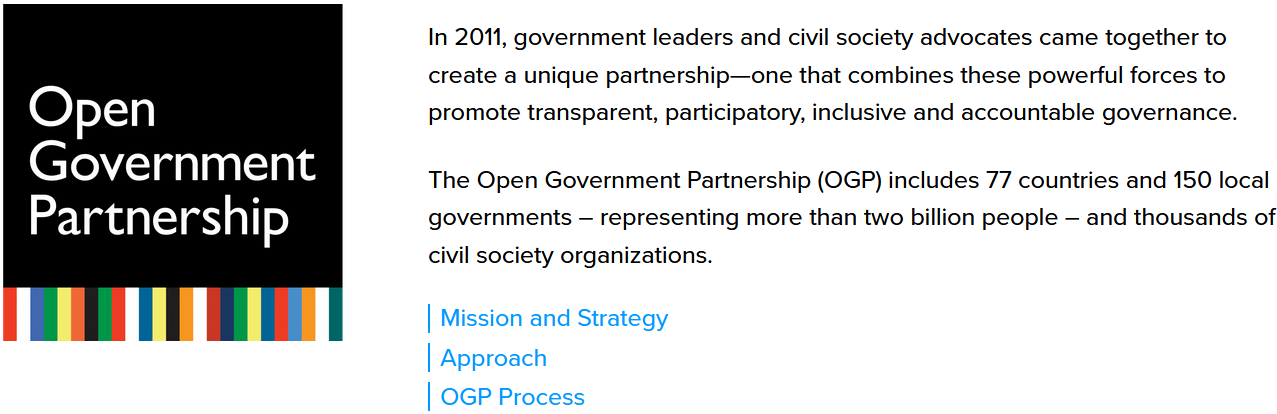 Open
Government
Partnership
In 2011, government leaders and civil society advocates came together to
create a unique partnership—one that combines these powerful forces to
promote transparent, participatory, inclusive and accountable governance.
The Open Government Partnership (OGP) includes 77 countries and 150 local
governments – representing more than two billion people – and thousands of
civil society organizations.
Mission and Strategy
Approach
OGP Process